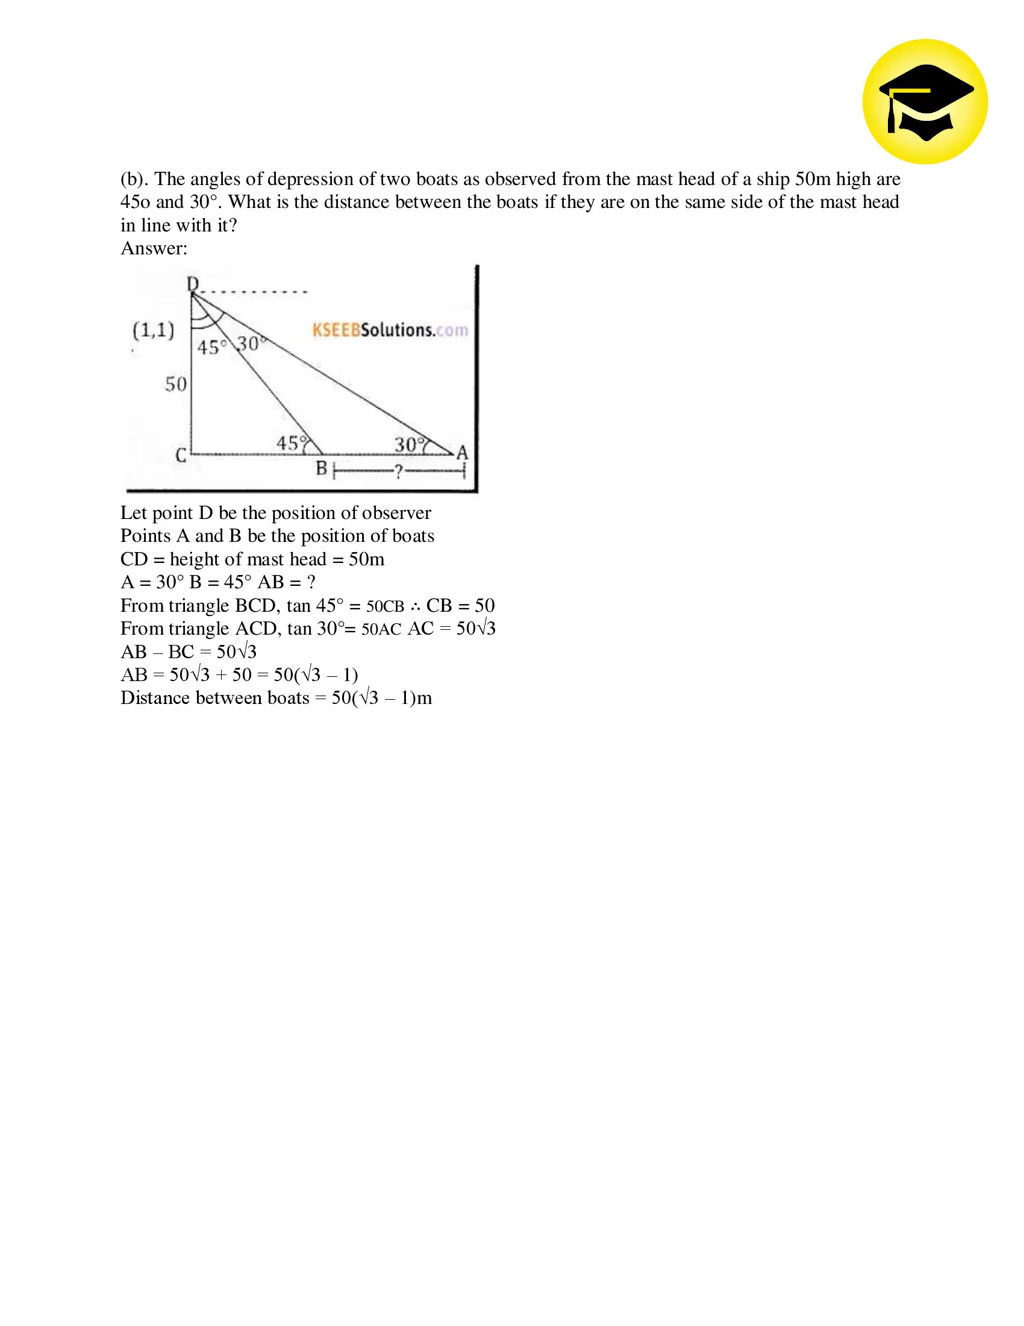 (b). The angles of depression of two boats as observed from the mast head of a ship 50m high are
45o and 30°. What is the distance between the boats if they are on the same side of the mast head
in line with it?
Answer:
D
(1,1)
KSEEBSolutions.com
45° 30°
50
45° 30°
C A
B ?
Let point D be the position of observer
Points A and B be the position of boats
CD = height of mast head = 50m
A = 30° B = 45° AB = ?
From triangle BCD, tan 45° = 50CB ∴ CB = 50
From triangle ACD, tan 30°= 50AC AC = 50√3
AB – BC = 50√3
AB = 50√3 + 50 = 50(√3 – 1)
Distance between boats = 50(√3 – 1)m